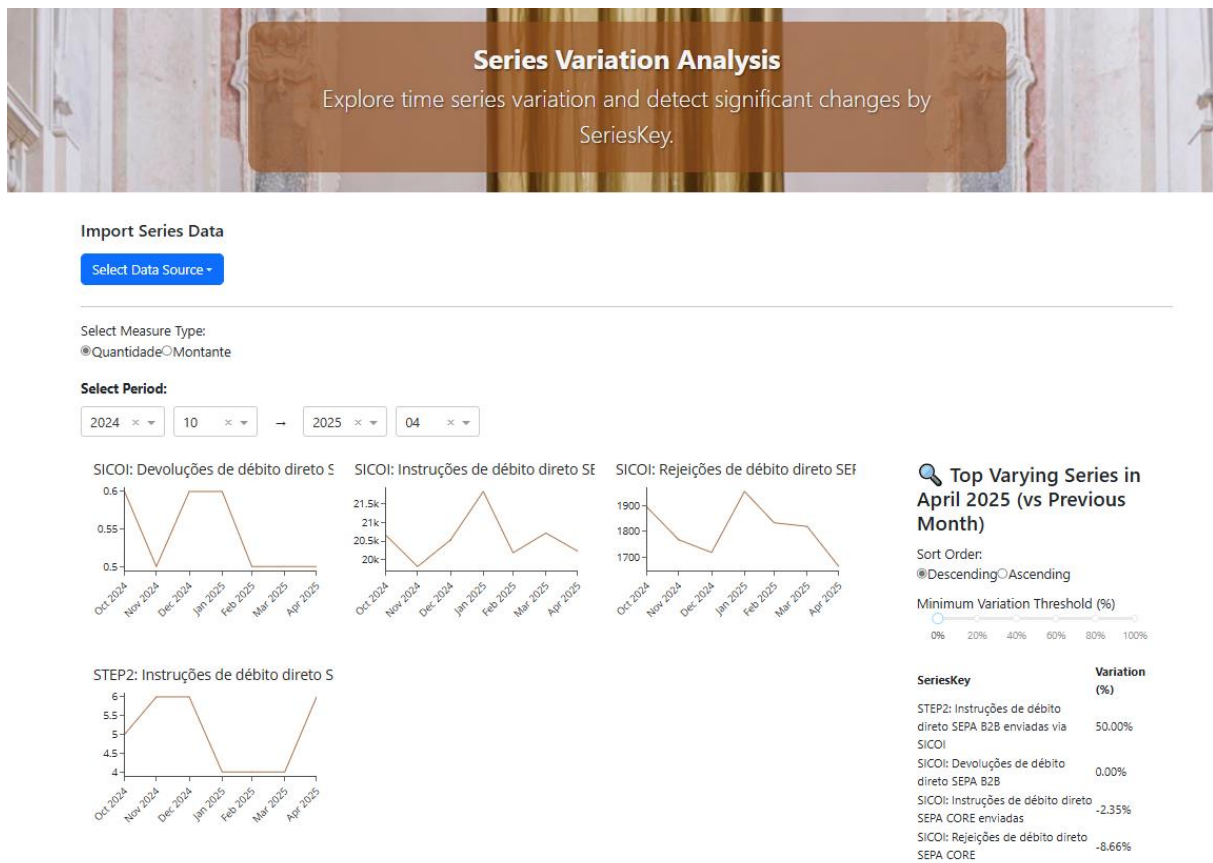 Series Variation Analysis
Explore time series variation and detect significant changes by
SeriesKey.
Import Series Data
Select Data Source
Select Measure Type:
Quantidade Montante
Select Period:
2024 × 10 × → 2025 × 04 ×
SICOI: Devoluções de débito direto S
0.6
0.55
0.5
Oct 2024 Nov 2024 Dec 2024 Jan 2025 Feb 2025 Mar 2025 Apr 2025
SICOI: Instruções de débito direto SE
21.5k
21k
20.5k
20k
Oct 2024 Nov 2024 Dec 2024 Jan 2025 Feb 2025 Mar 2025 Apr 2025
SICOI: Rejeições de débito direto SEF
1900
1800
1700
Oct 2024 Nov 2024 Dec 2024 Jan 2025 Feb 2025 Mar 2025 Apr 2025
STEP2: Instruções de débito direto S
6
5.5
5
4.5
4
Oct 2024 Nov 2024 Dec 2024 Jan 2025 Feb 2025 Mar 2025 Apr 2025
Top Varying Series in
April 2025 (vs Previous
Month)
Sort Order:
Descending Ascending
Minimum Variation Threshold (%)
0% 20% 40% 60% 80% 100%
SeriesKey Variation
(%)
STEP2: Instruções de débito
direto SEPA B2B enviadas via 50.00%
SICOI
SICOI: Devoluções de débito
direto SEPA B2B 0.00%
SICOI: Instruções de débito direto
SEPA CORE enviadas -2.35%
SICOI: Rejeições de débito direto
SEPA CORE -8.66%